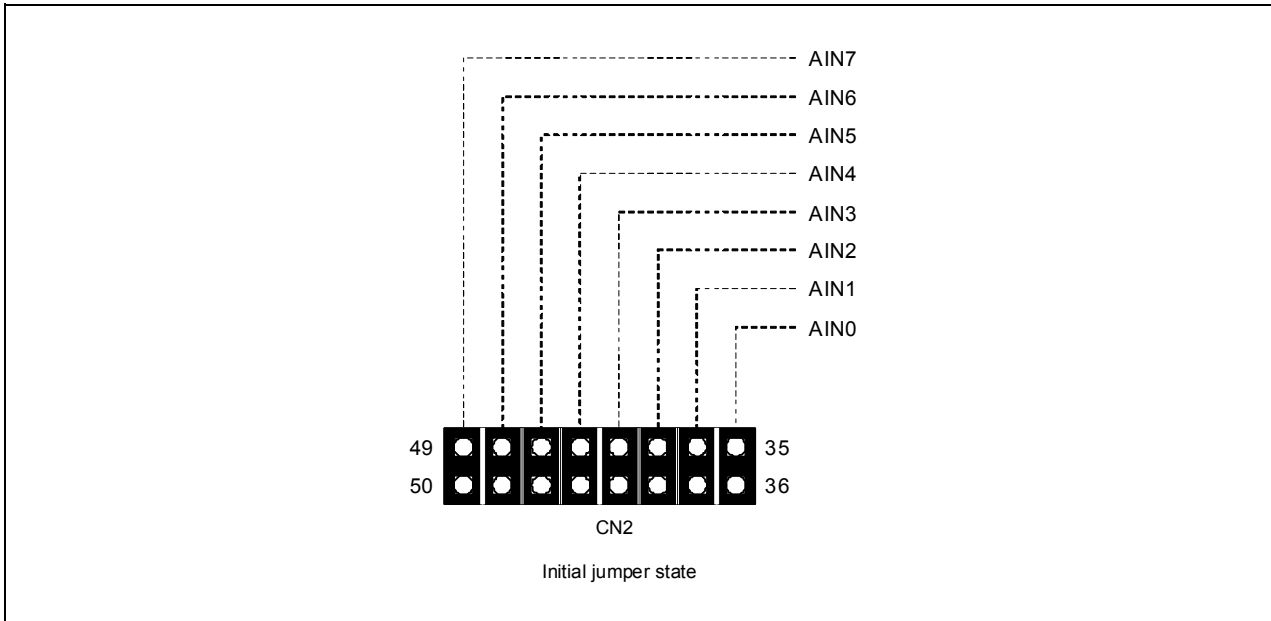 AIN7
AIN6
AIN5
AIN4
AIN3
AIN2
AIN1
AIN0
49 35
50 36
CN2
Initial jumper state